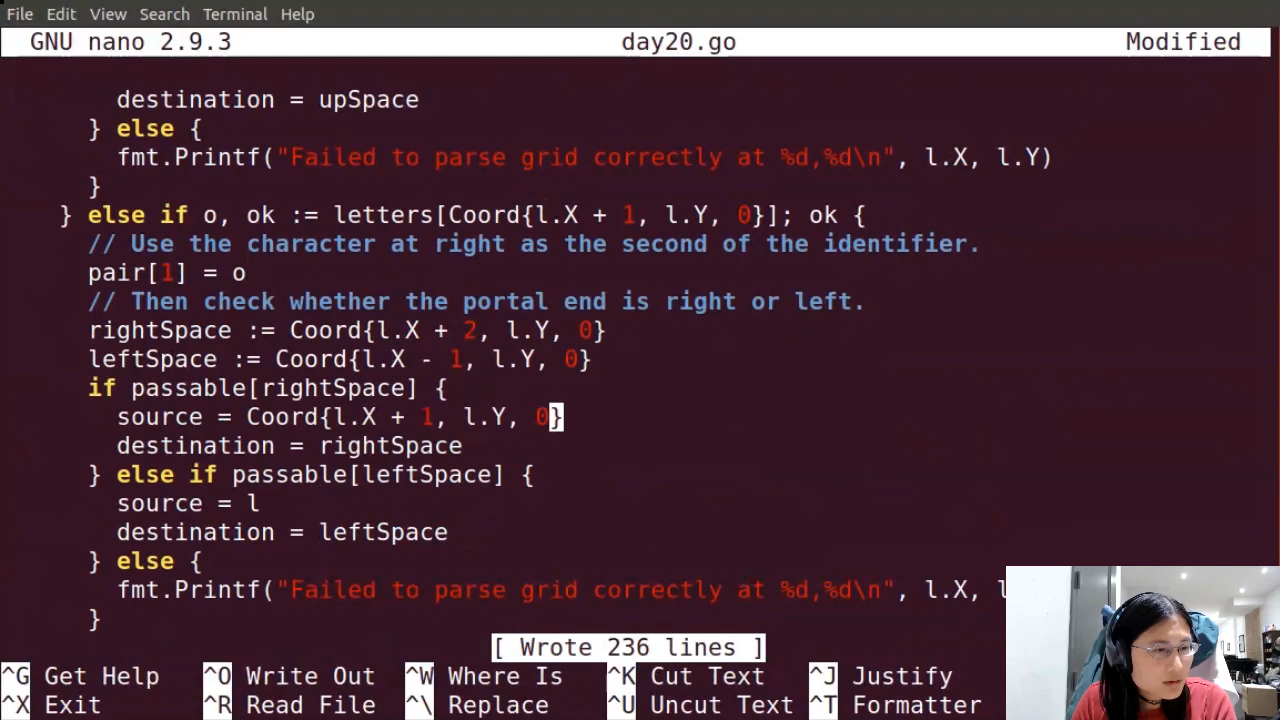 File Edit View Search Terminal Help
GNU nano 2.9.3 day20.go Modified
destination = upSpace
} else {
fmt.Printf("Failed to parse grid correctly at %d,%d\n", l.X, l.Y)
}
} else if o, ok := letters[Coord{l.X + 1, l.Y, 0}]; ok {
// Use the character at right as the second of the identifier.
pair[1] = o
// Then check whether the portal end is right or left.
rightSpace := Coord{l.X + 2, l.Y, 0}
leftSpace := Coord{l.X - 1, l.Y, 0}
if passable[rightSpace] {
source = Coord{l.X + 1, l.Y, 0}
destination = rightSpace
} else if passable[leftSpace] {
source = l
destination = leftSpace
} else {
fmt.Printf("Failed to parse grid correctly at %d,%d\n", l.X, l
}
[ Wrote 236 lines ]
^G Get Help ^O Write Out ^W Where Is ^K Cut Text ^J Justify
^X Exit ^R Read File ^\ Replace ^U Uncut Text ^T Formatter